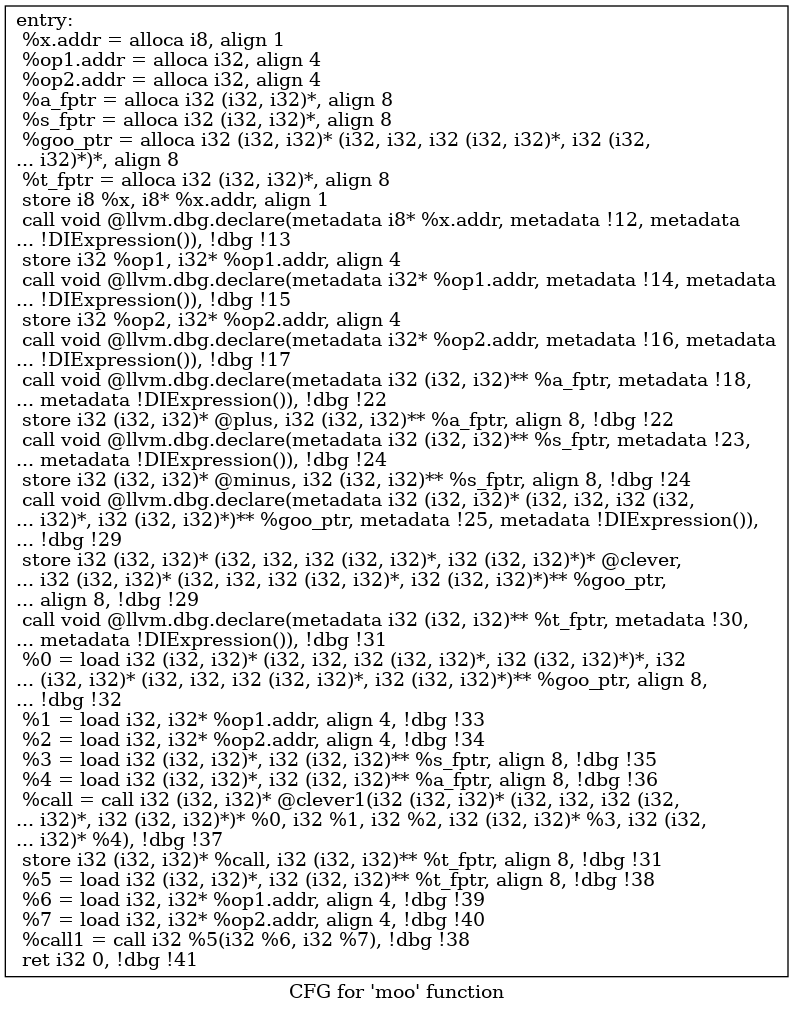 entry:
%x.addr = alloca i8, align 1
%op1.addr = alloca i32, align 4
%op2.addr = alloca i32, align 4
%a_fptr = alloca i32 (i32, i32)*, align 8
%s_fptr = alloca i32 (i32, i32)*, align 8
%goo_ptr = alloca i32 (i32, i32)* (i32, i32, i32 (i32, i32)*, i32 (i32,
... i32)*)*, align 8
%t_fptr = alloca i32 (i32, i32)*, align 8
store i8 %x, i8* %x.addr, align 1
call void @llvm.dbg.declare(metadata i8* %x.addr, metadata !12, metadata
... !DIExpression()), !dbg !13
store i32 %op1, i32* %op1.addr, align 4
call void @llvm.dbg.declare(metadata i32* %op1.addr, metadata !14, metadata
... !DIExpression()), !dbg !15
store i32 %op2, i32* %op2.addr, align 4
call void @llvm.dbg.declare(metadata i32* %op2.addr, metadata !16, metadata
... !DIExpression()), !dbg !17
call void @llvm.dbg.declare(metadata i32 (i32, i32)** %a_fptr, metadata !18,
... metadata !DIExpression()), !dbg !22
store i32 (i32, i32)* @plus, i32 (i32, i32)** %a_fptr, align 8, !dbg !22
call void @llvm.dbg.declare(metadata i32 (i32, i32)** %s_fptr, metadata !23,
... metadata !DIExpression()), !dbg !24
store i32 (i32, i32)* @minus, i32 (i32, i32)** %s_fptr, align 8, !dbg !24
call void @llvm.dbg.declare(metadata i32 (i32, i32)* (i32, i32, i32 (i32,
... i32)*, i32 (i32, i32)*)** %goo_ptr, metadata !25, metadata !DIExpression()),
... !dbg !29
store i32 (i32, i32)* (i32, i32, i32 (i32, i32)*, i32 (i32, i32)*)* @clever,
... i32 (i32, i32)* (i32, i32, i32 (i32, i32)*, i32 (i32, i32)*)** %goo_ptr,
... align 8, !dbg !29
call void @llvm.dbg.declare(metadata i32 (i32, i32)** %t_fptr, metadata !30,
... metadata !DIExpression()), !dbg !31
%0 = load i32 (i32, i32)* (i32, i32, i32 (i32, i32)*, i32 (i32, i32)*)*, i32
... (i32, i32)* (i32, i32, i32 (i32, i32)*, i32 (i32, i32)*)** %goo_ptr, align 8,
... !dbg !32
%1 = load i32, i32* %op1.addr, align 4, !dbg !33
%2 = load i32, i32* %op2.addr, align 4, !dbg !34
%3 = load i32 (i32, i32)*, i32 (i32, i32)** %s_fptr, align 8, !dbg !35
%4 = load i32 (i32, i32)*, i32 (i32, i32)** %a_fptr, align 8, !dbg !36
%call = call i32 (i32, i32)* @clever1(i32 (i32, i32)* (i32, i32, i32 (i32,
... i32)*, i32 (i32, i32)*)* %0, i32 %1, i32 %2, i32 (i32, i32)* %3, i32 (i32,
... i32)* %4), !dbg !37
store i32 (i32, i32)* %call, i32 (i32, i32)** %t_fptr, align 8, !dbg !31
%5 = load i32 (i32, i32)*, i32 (i32, i32)** %t_fptr, align 8, !dbg !38
%6 = load i32, i32* %op1.addr, align 4, !dbg !39
%7 = load i32, i32* %op2.addr, align 4, !dbg !40
%call1 = call i32 %5(i32 %6, i32 %7), !dbg !38
ret i32 0, !dbg !41
CFG for 'moo' function